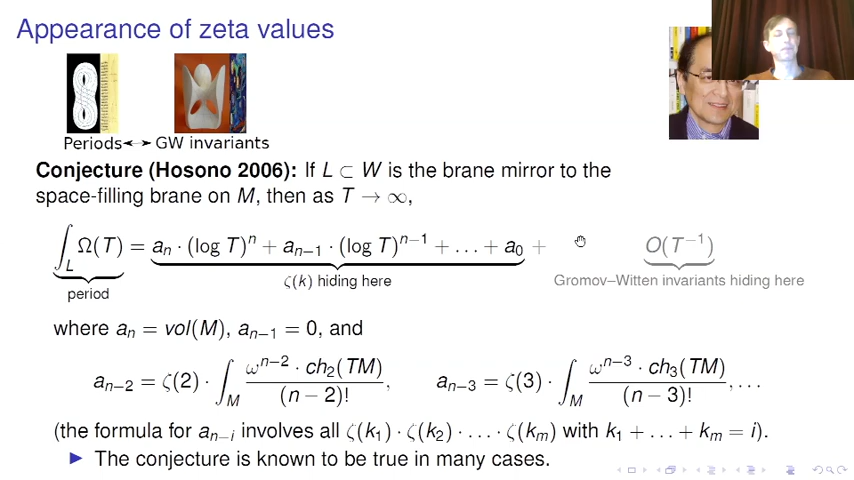 Appearance of zeta values
Periods↔GW invariants
Conjecture (Hosono 2006): If L ⊂ W is the brane mirror to the
space-filling brane on M, then as T → ∞,
∫_L Ω(T) = a_n · (log T)^n + a_{n−1} · (log T)^{n−1} + … + a_0 + O(T^{−1})
period
ζ(k) hiding here
Gromov–Witten invariants hiding here
where a_n = vol(M), a_{n−1} = 0, and
a_{n−2} = ζ(2) · ∫_M ω^{n−2} · ch_2(TM) / (n − 2)!, a_{n−3} = ζ(3) · ∫_M ω^{n−3} · ch_3(TM) / (n − 3)!, …
(the formula for a_{n−i} involves all ζ(k_1) · ζ(k_2) · … · ζ(k_m) with k_1 + … + k_m = i).
▶ The conjecture is known to be true in many cases.